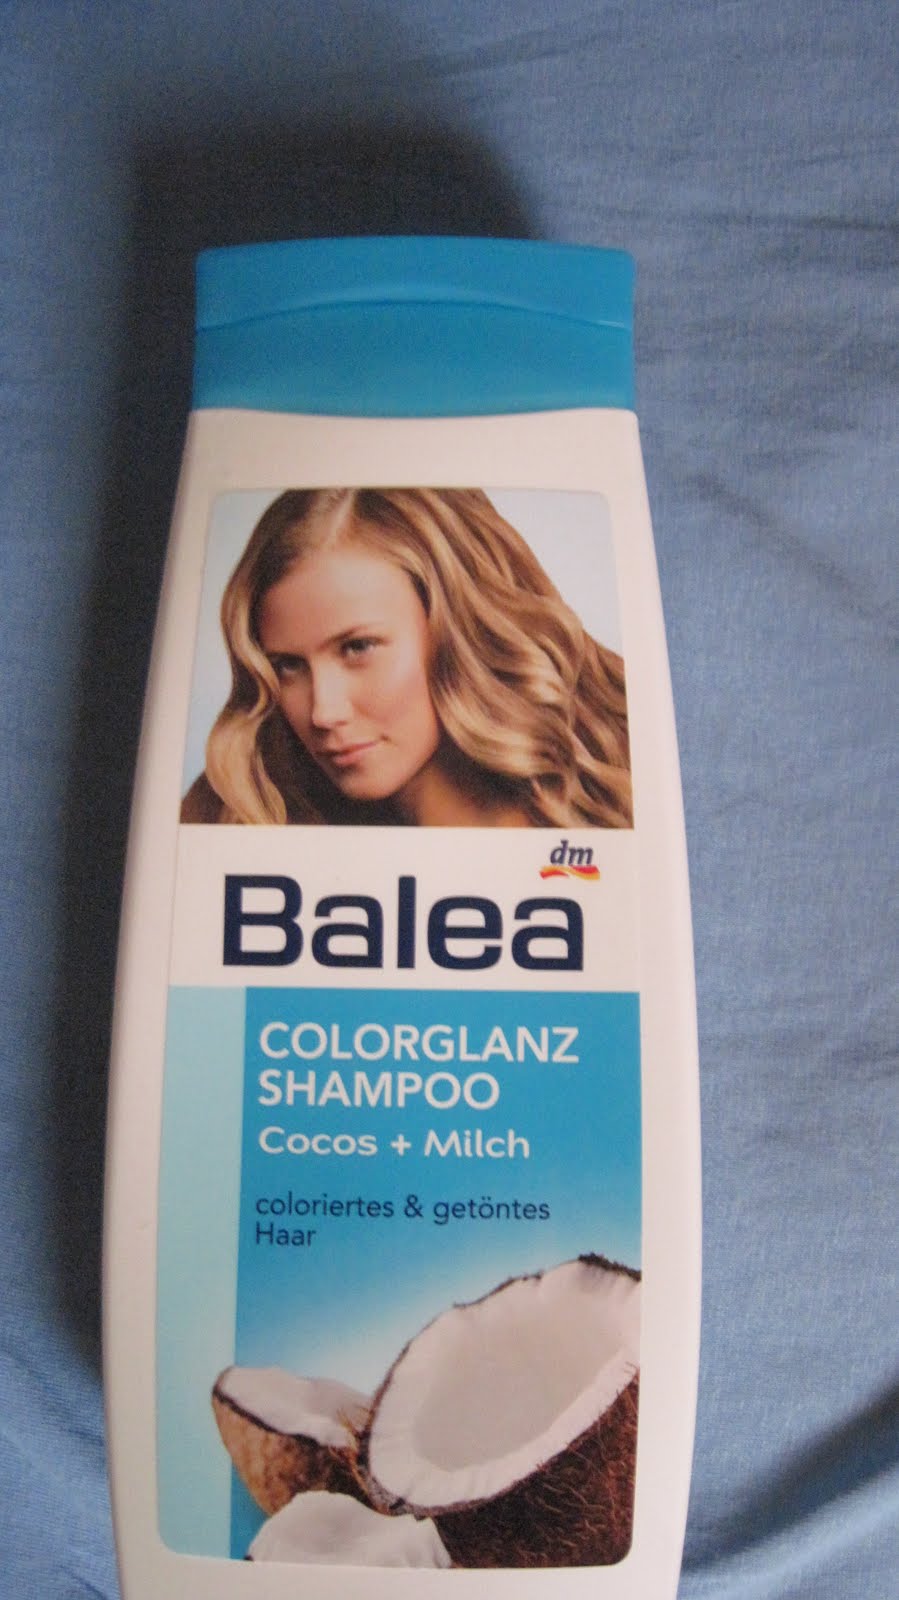 dm
Balea
COLORGLANZ
SHAMPOO
Cocos + Milch
coloriertes & getöntes
Haar